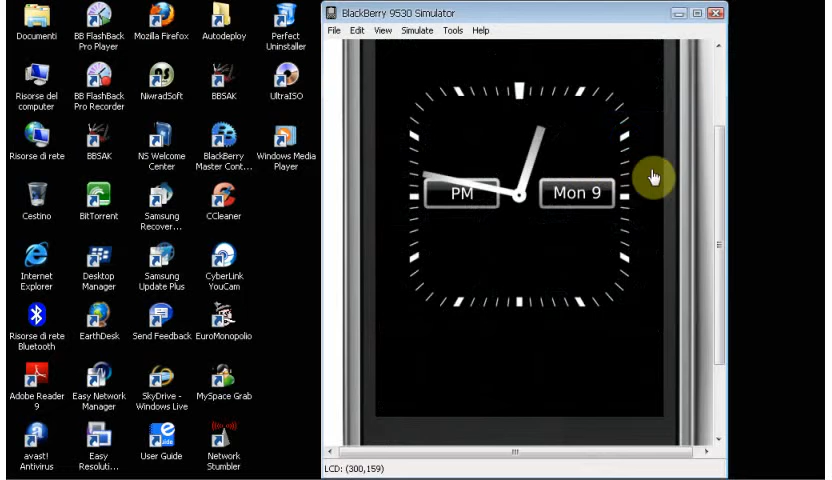 Documenti
BB FlashBack Pro Player
Mozilla Firefox
Autodeploy
Perfect Uninstaller
Risorse del computer
BB FlashBack Pro Recorder
NiwradSoft
BBSAK
UltraISO
Risorse di rete
BBSAK
NS Welcome Center
BlackBerry Master Cont...
Windows Media Player
Cestino
BitTorrent
Samsung Recover...
CCleaner
Internet Explorer
Desktop Manager
Samsung Update Plus
CyberLink YouCam
Risorse di rete Bluetooth
EarthDesk
Send Feedback
EuroMonopolio
Adobe Reader 9
Easy Network Manager
SkyDrive - Windows Live
MySpace Grab
avast! Antivirus
Easy Resoluti...
User Guide
Network Stumbler
BlackBerry 9530 Simulator
File Edit View Simulate Tools Help
PM
Mon 9
LCD: (300,159)